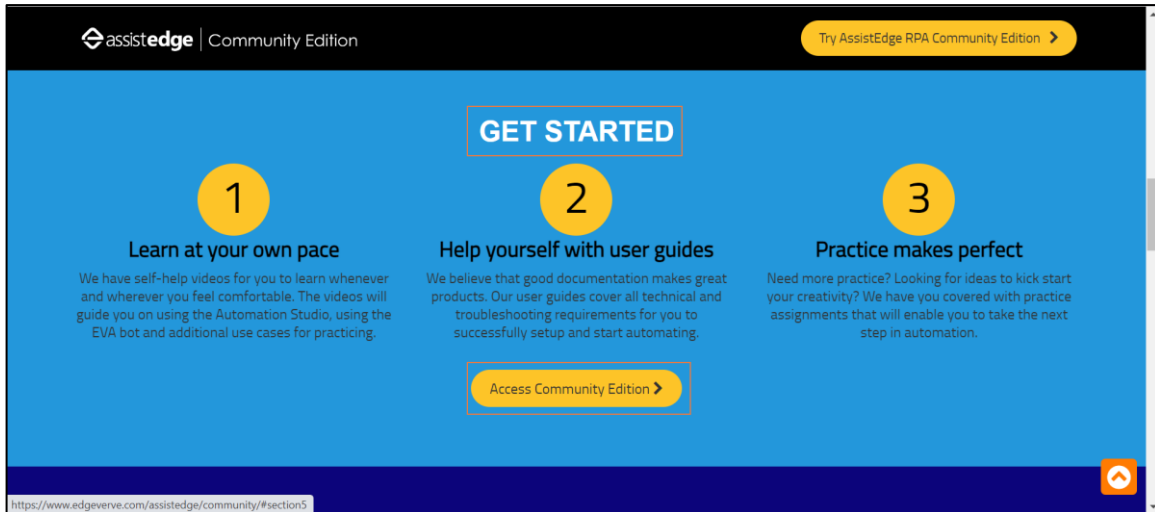 assistedge | Community Edition
Try AssistEdge RPA Community Edition
GET STARTED
1
Learn at your own pace
We have self-help videos for you to learn whenever
and wherever you feel comfortable. The videos will
guide you on using the Automation Studio, using the
EVA bot and additional use cases for practicing.
2
Help yourself with user guides
We believe that good documentation makes great
products. Our user guides cover all technical and
troubleshooting requirements for you to
successfully setup and start automating.
3
Practice makes perfect
Need more practice? Looking for ideas to kick start
your creativity? We have you covered with practice
assignments that will enable you to take the next
step in automation.
Access Community Edition
https://www.edgeverve.com/assistedge/community/#section5